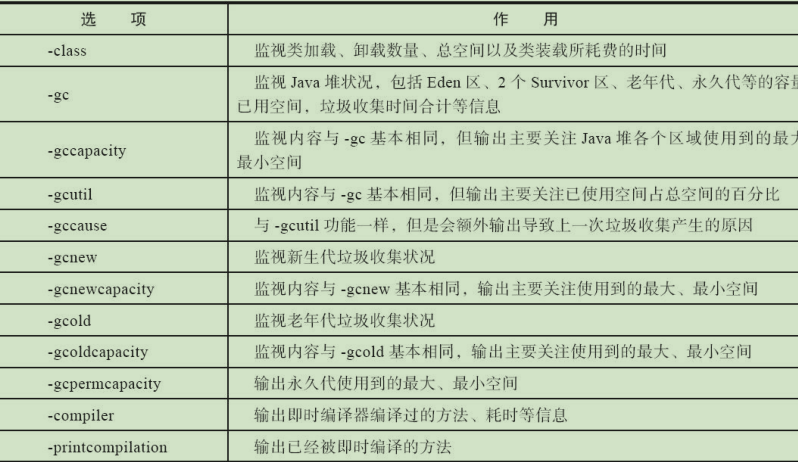 选 项 作 用
-class 监视类加载、卸载数量、总空间以及类装载所耗费的时间
-gc 监视 Java 堆状况，包括 Eden 区、2 个 Survivor 区、老年代、永久代等的容量
已用空间，垃圾收集时间合计等信息
-gccapacity 监视内容与 -gc 基本相同，但输出主要关注 Java 堆各个区域使用到的最大
最小空间
-gcutil 监视内容与 -gc 基本相同，但输出主要关注已使用空间占总空间的百分比
-gccause 与 -gcutil 功能一样，但是会额外输出导致上一次垃圾收集产生的原因
-gcnew 监视新生代垃圾收集状况
-gcnewcapacity 监视内容与 -gcnew 基本相同，输出主要关注使用到的最大、最小空间
-gcold 监视老年代垃圾收集状况
-gcoldcapacity 监视内容与 -gcold 基本相同，输出主要关注使用到的最大、最小空间
-gcpermcapacity 输出永久代使用到的最大、最小空间
-compiler 输出即时编译器编译过的方法、耗时等信息
-printcompilation 输出已经被即时编译的方法